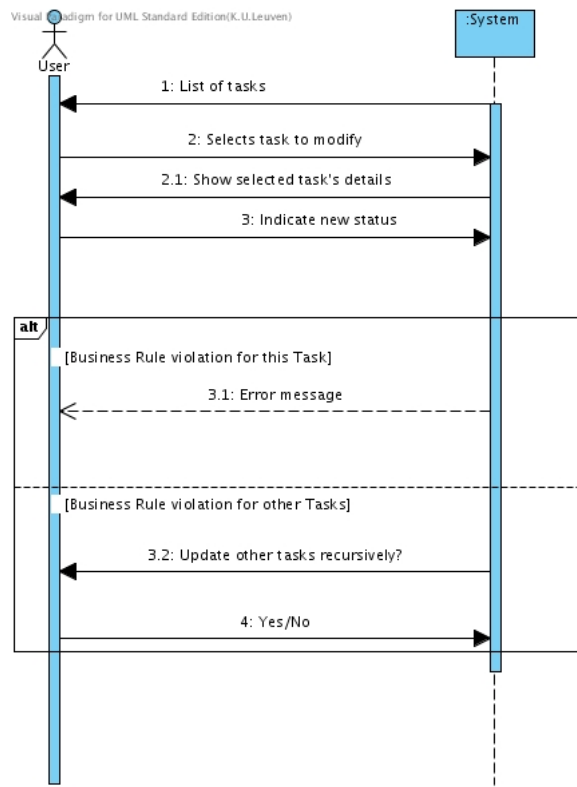 Visual Paradigm for UML Standard Edition(K.U.Leuven)
:System
User
1: List of tasks
2: Selects task to modify
2.1: Show selected task's details
3: Indicate new status
alt
[Business Rule violation for this Task]
3.1: Error message
[Business Rule violation for other Tasks]
3.2: Update other tasks recursively?
4: Yes/No